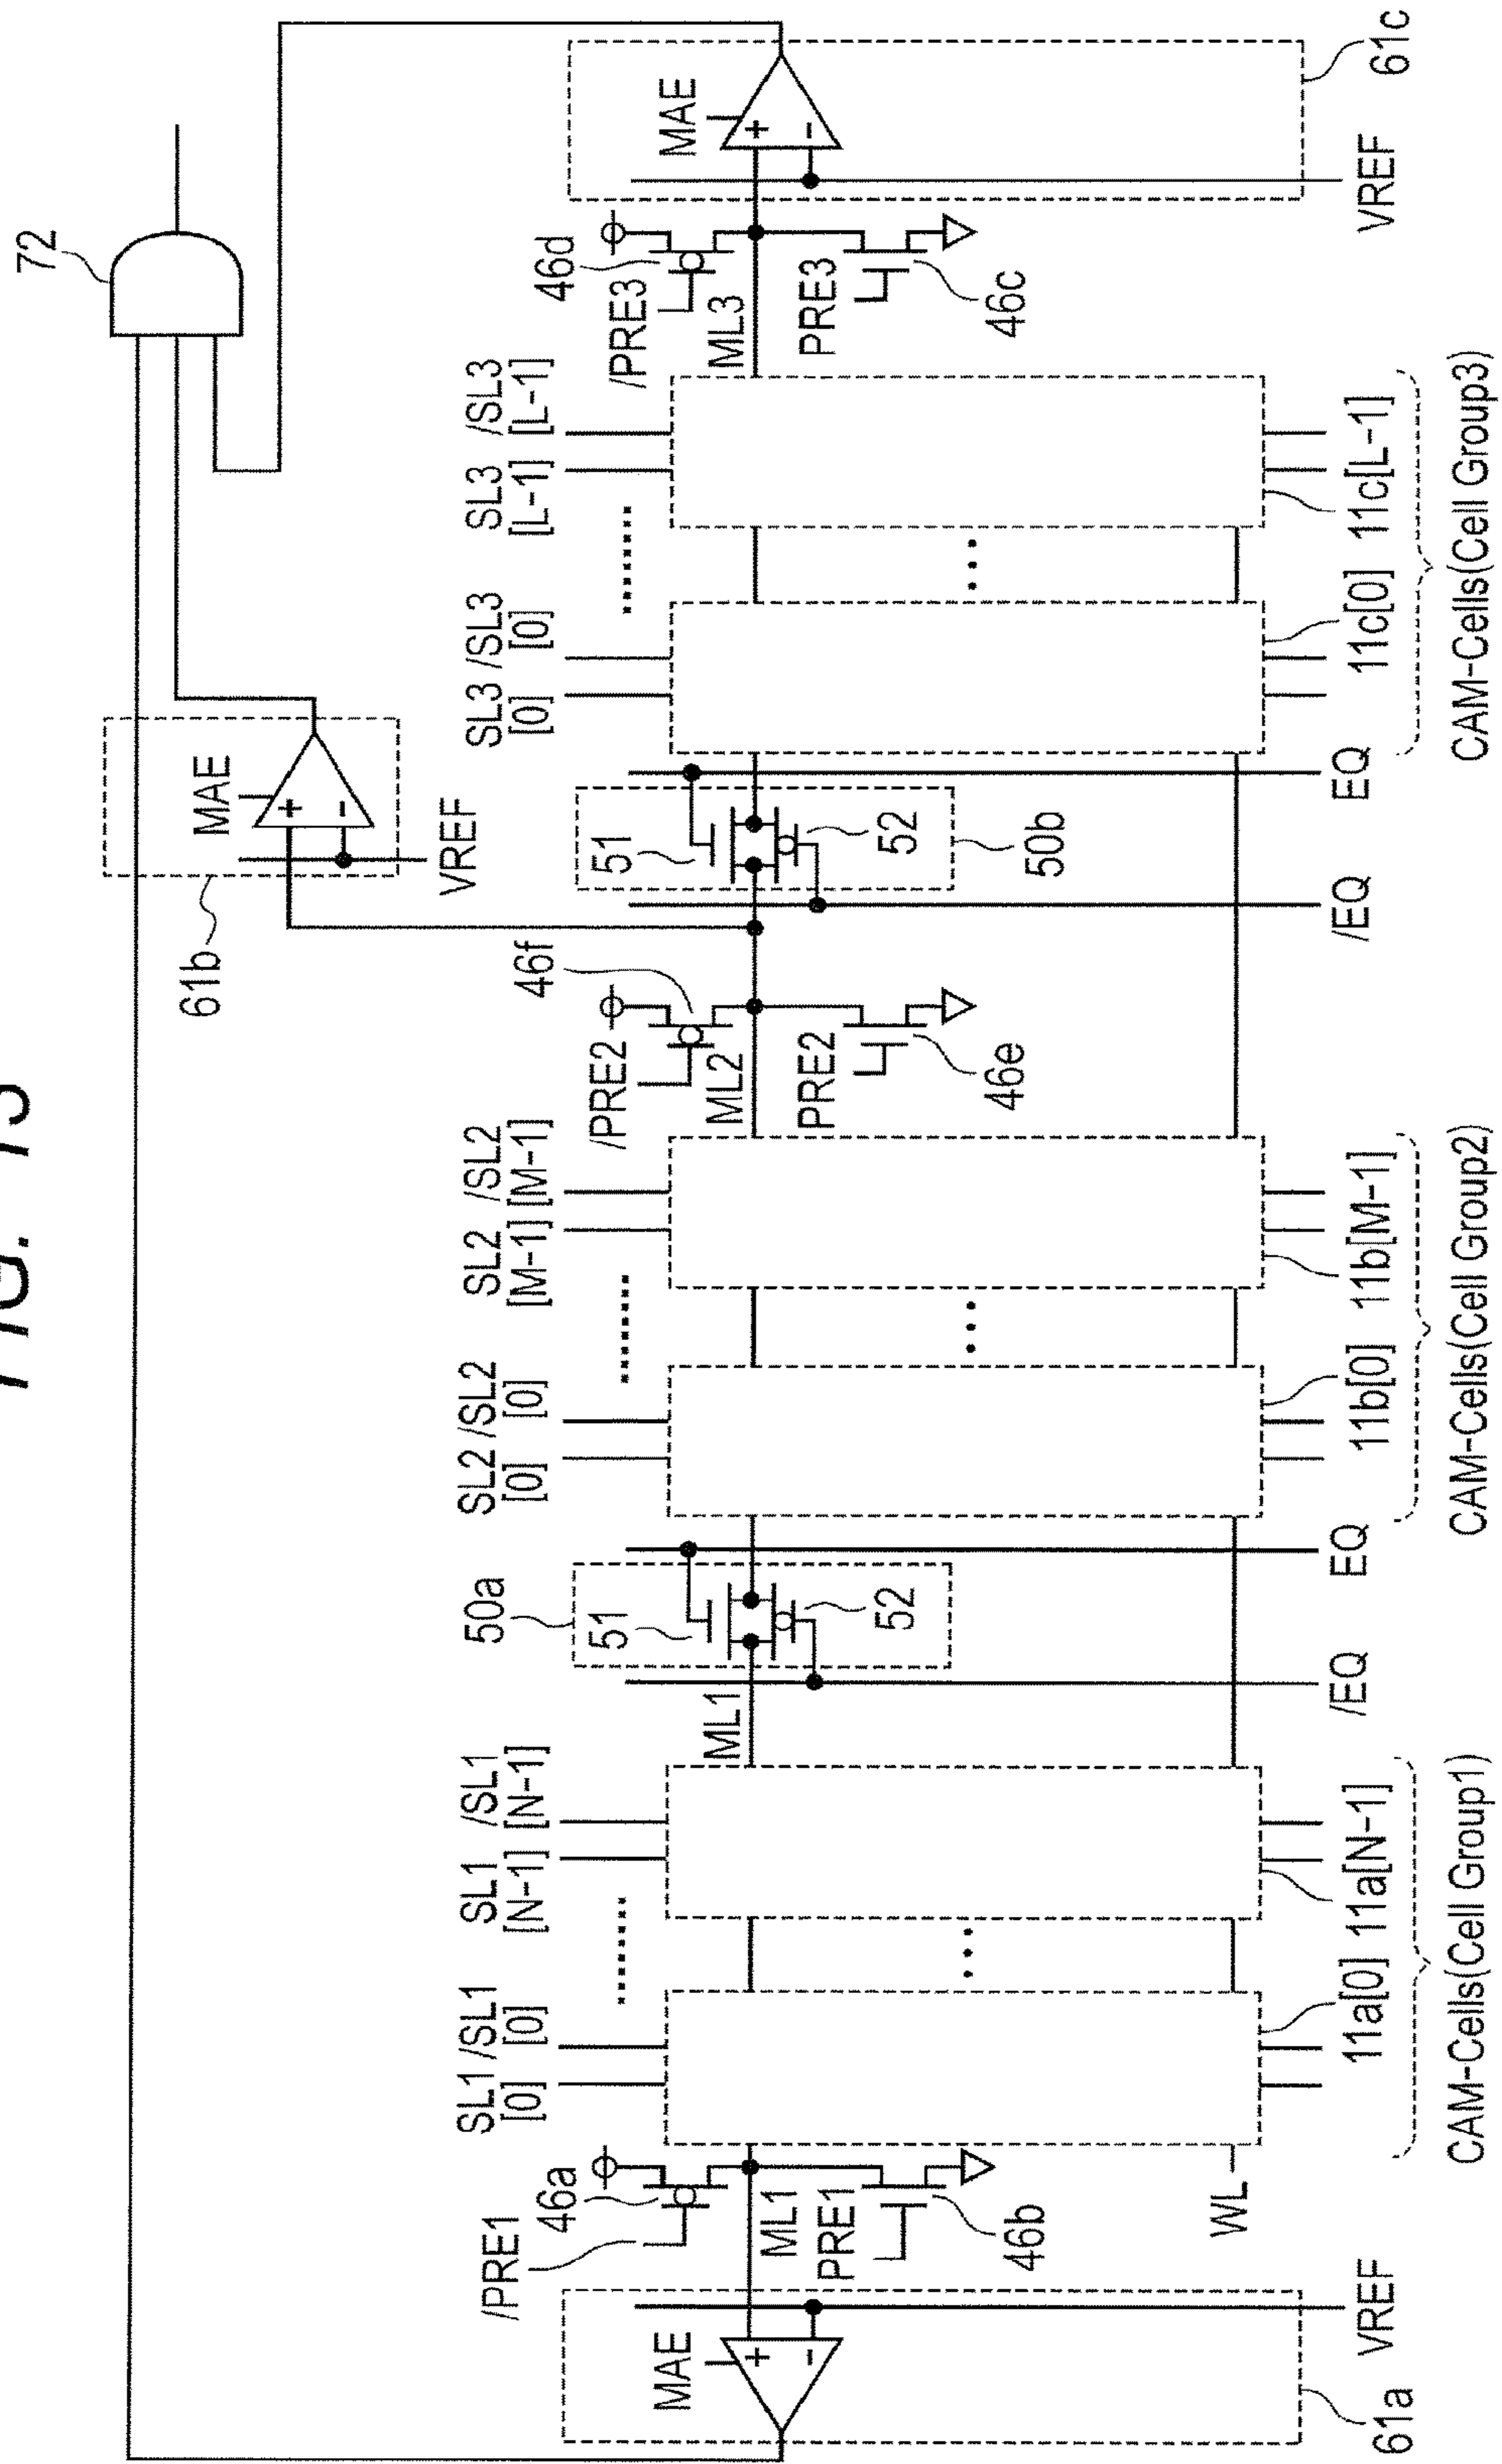 FIG. 13
72
61b
MAE
+
-
VREF
50a
SL1 /SL1
[0] [0]
SL1 /SL1
[N-1] [N-1]
SL2 /SL2
[0] [0]
SL2 /SL2
[M-1] [M-1]
SL3 /SL3
[0] [0]
SL3 /SL3
[L-1] [L-1]
/PRE1
46a
51
/PRE2
46f
51
/PRE3
46d
MAE
+
-
ML1
PRE1
46b
ML1
52
ML2
PRE2
46e
52
50b
ML3
PRE3
46c
MAE
+
-
WL
61a
VREF
11a[0] 11a[N-1]
/EQ
EQ
11b[0] 11b[M-1]
/EQ
EQ
11c[0] 11c[L-1]
VREF
61c
CAM-Cells(Cell Group1)
CAM-Cells(Cell Group2)
CAM-Cells(Cell Group3)